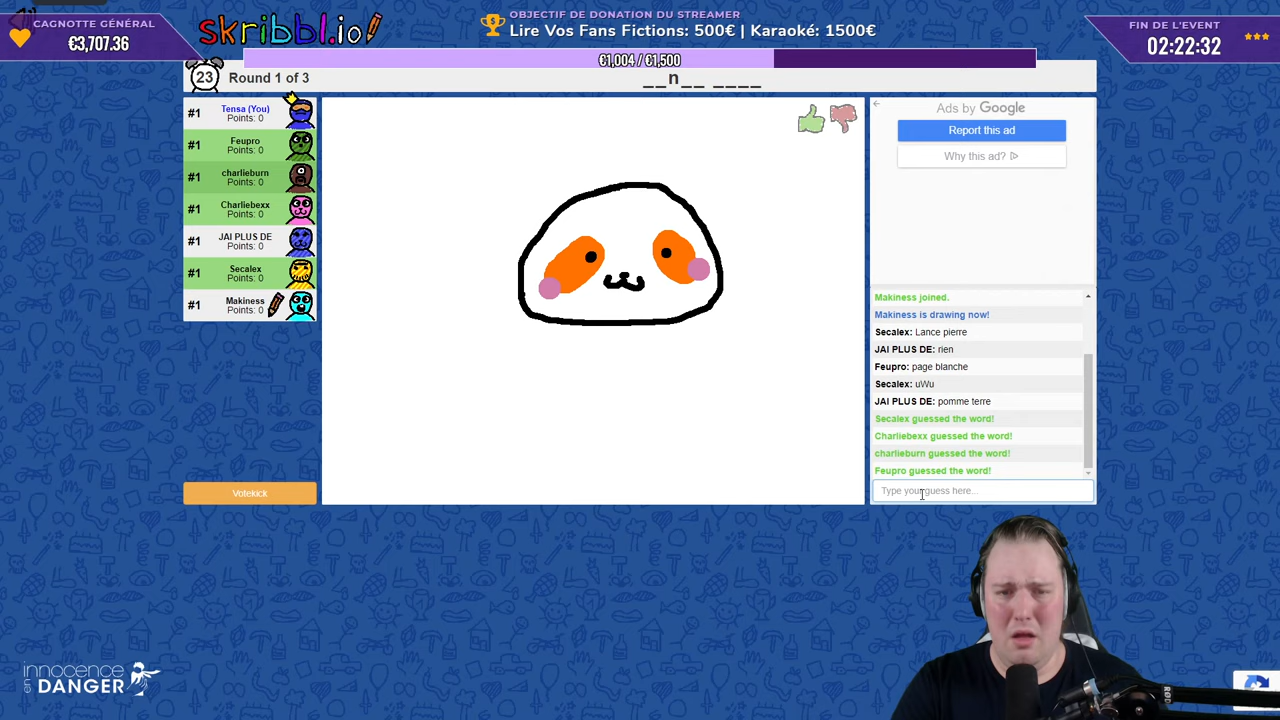 CAGNOTTE GÉNÉRAL
€3,707.36
skribbl.io
OBJECTIF DE DONATION DU STREAMER
Lire Vos Fans Fictions: 500€ | Karaoké: 1500€
FIN DE L'EVENT
02:22:32
€1,004 / €1,500
23
Round 1 of 3
__n__ ____
#1 Tensa (You)
Points: 0
#1 Feupro
Points: 0
#1 charlieburn
Points: 0
#1 Charliebexx
Points: 0
#1 JAI PLUS DE
Points: 0
#1 Secalex
Points: 0
#1 Makiness
Points: 0
Votekick
Ads by Google
Report this ad
Why this ad?
Makiness joined.
Makiness is drawing now!
Secalex: Lance pierre
JAI PLUS DE: rien
Feupro: page blanche
Secalex: uWu
JAI PLUS DE: pomme terre
Secalex guessed the word!
Charliebexx guessed the word!
charlieburn guessed the word!
Feupro guessed the word!
Type your guess here...
innocence
EN DANGER
RØDE